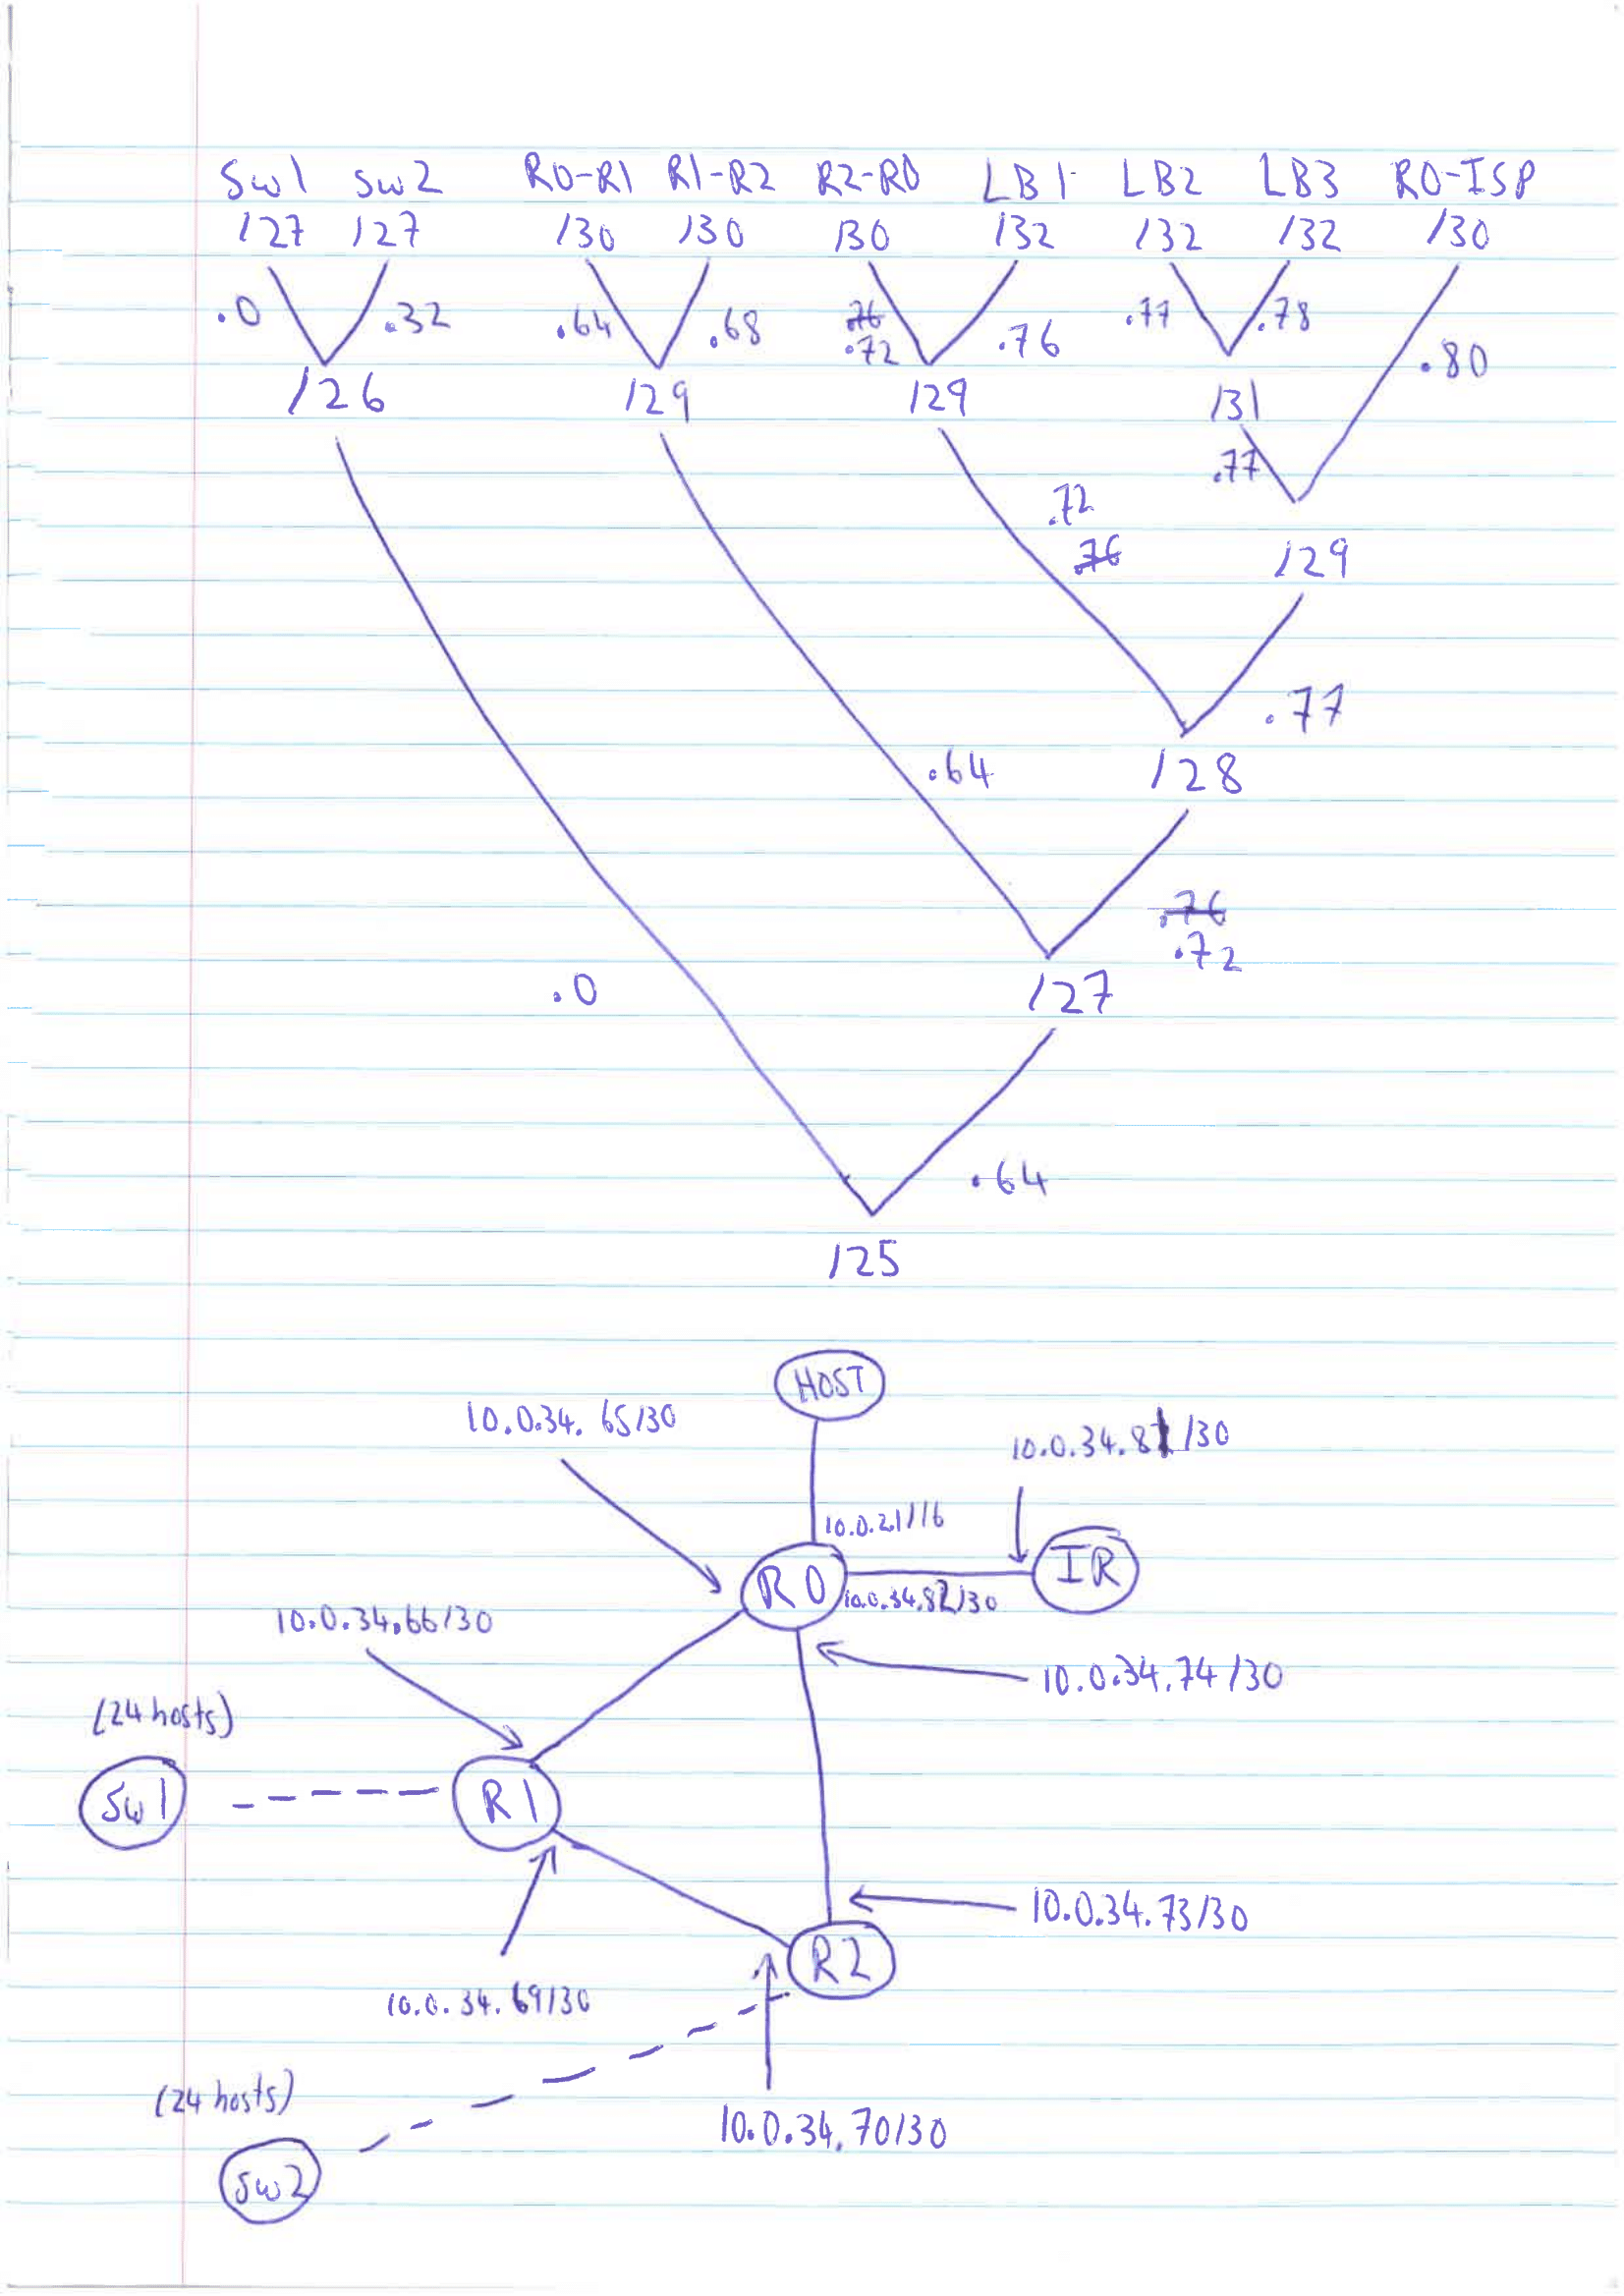 Sw1 Sw2 R0-R1 R1-R2 R2-R0 LB1 LB2 LB3 R0-ISP
/27 /27 /30 /30 /30 /32 /32 /32 /30
.0 .32 .64 .68 .76 .76 .77 .78
.72
.80
/26 /29 /29 /31
.77
.72
.76
/29
.77
.64 /28
.76
.72
.0 /27
.64
/25
HOST
10.0.34.65/30
10.0.34.81/30
10.0.2.1/16
IR
R0 10.0.34.82/30
10.0.34.66/30
10.0.34.74/30
(24 hosts)
Sw1 R1
10.0.34.73/30
R2
10.0.34.69/30
(24 hosts)
10.0.34.70/30
Sw2